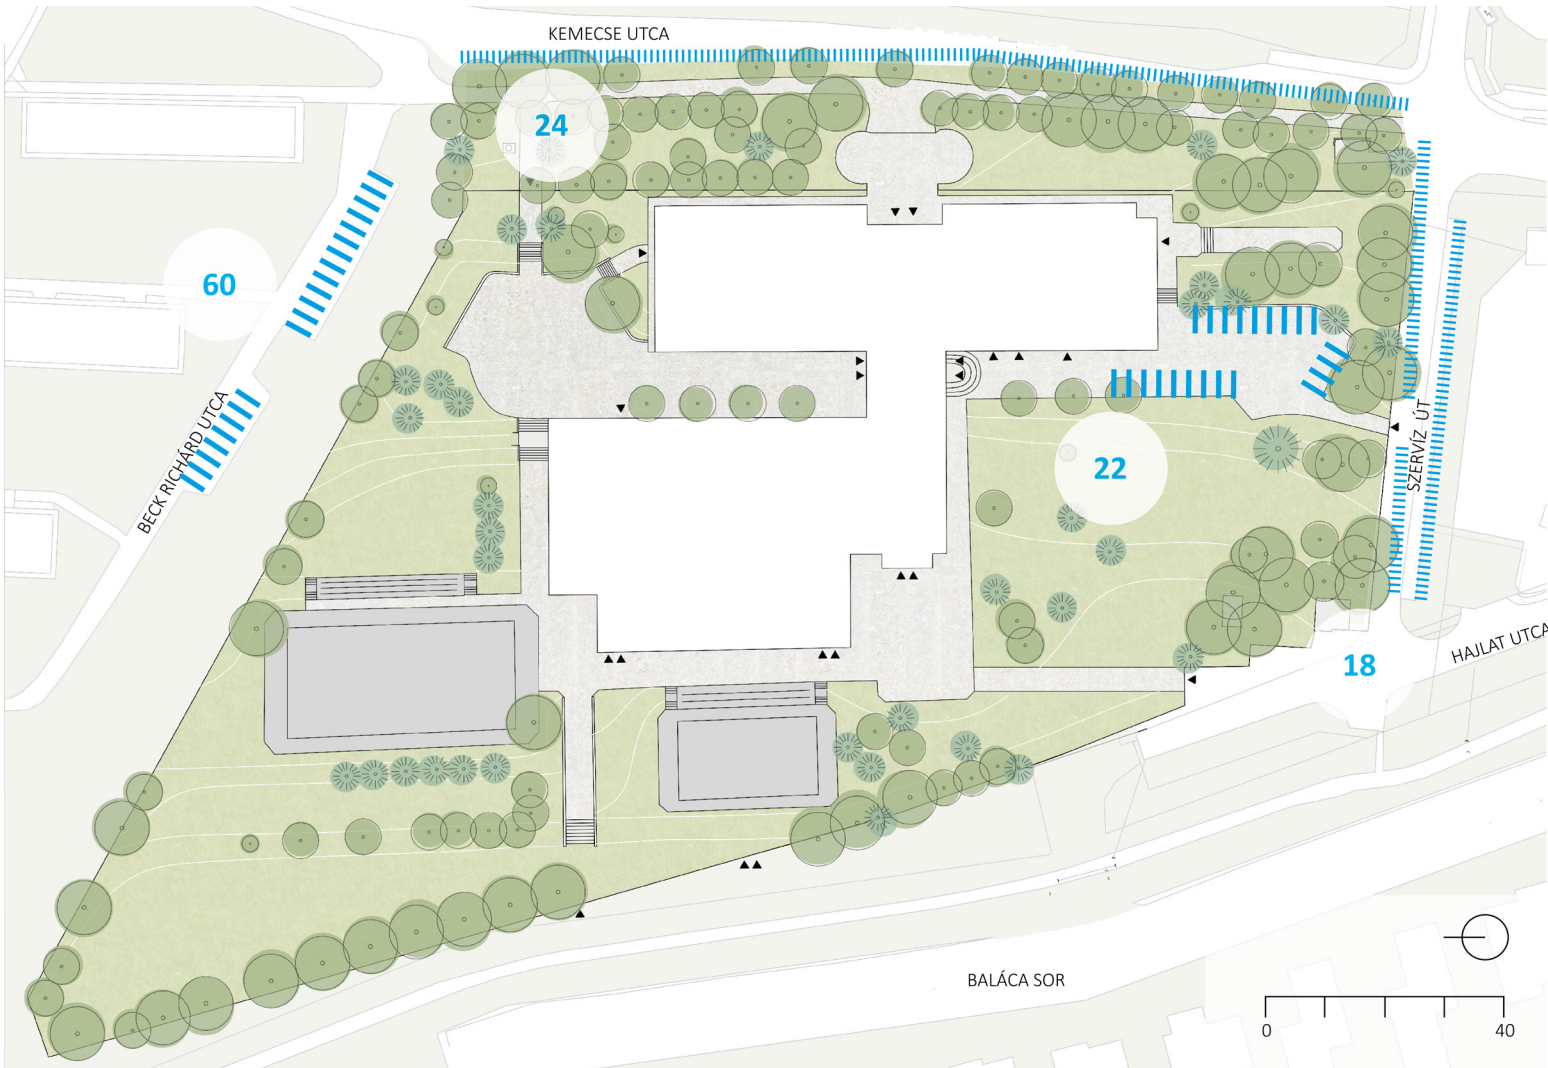 KEMECSE UTCA
24
60
BECK RICHÁRD UTCA
22
SZERVÍZ ÚT
18
HAJLAT UTCA
BALÁCA SOR
0
40